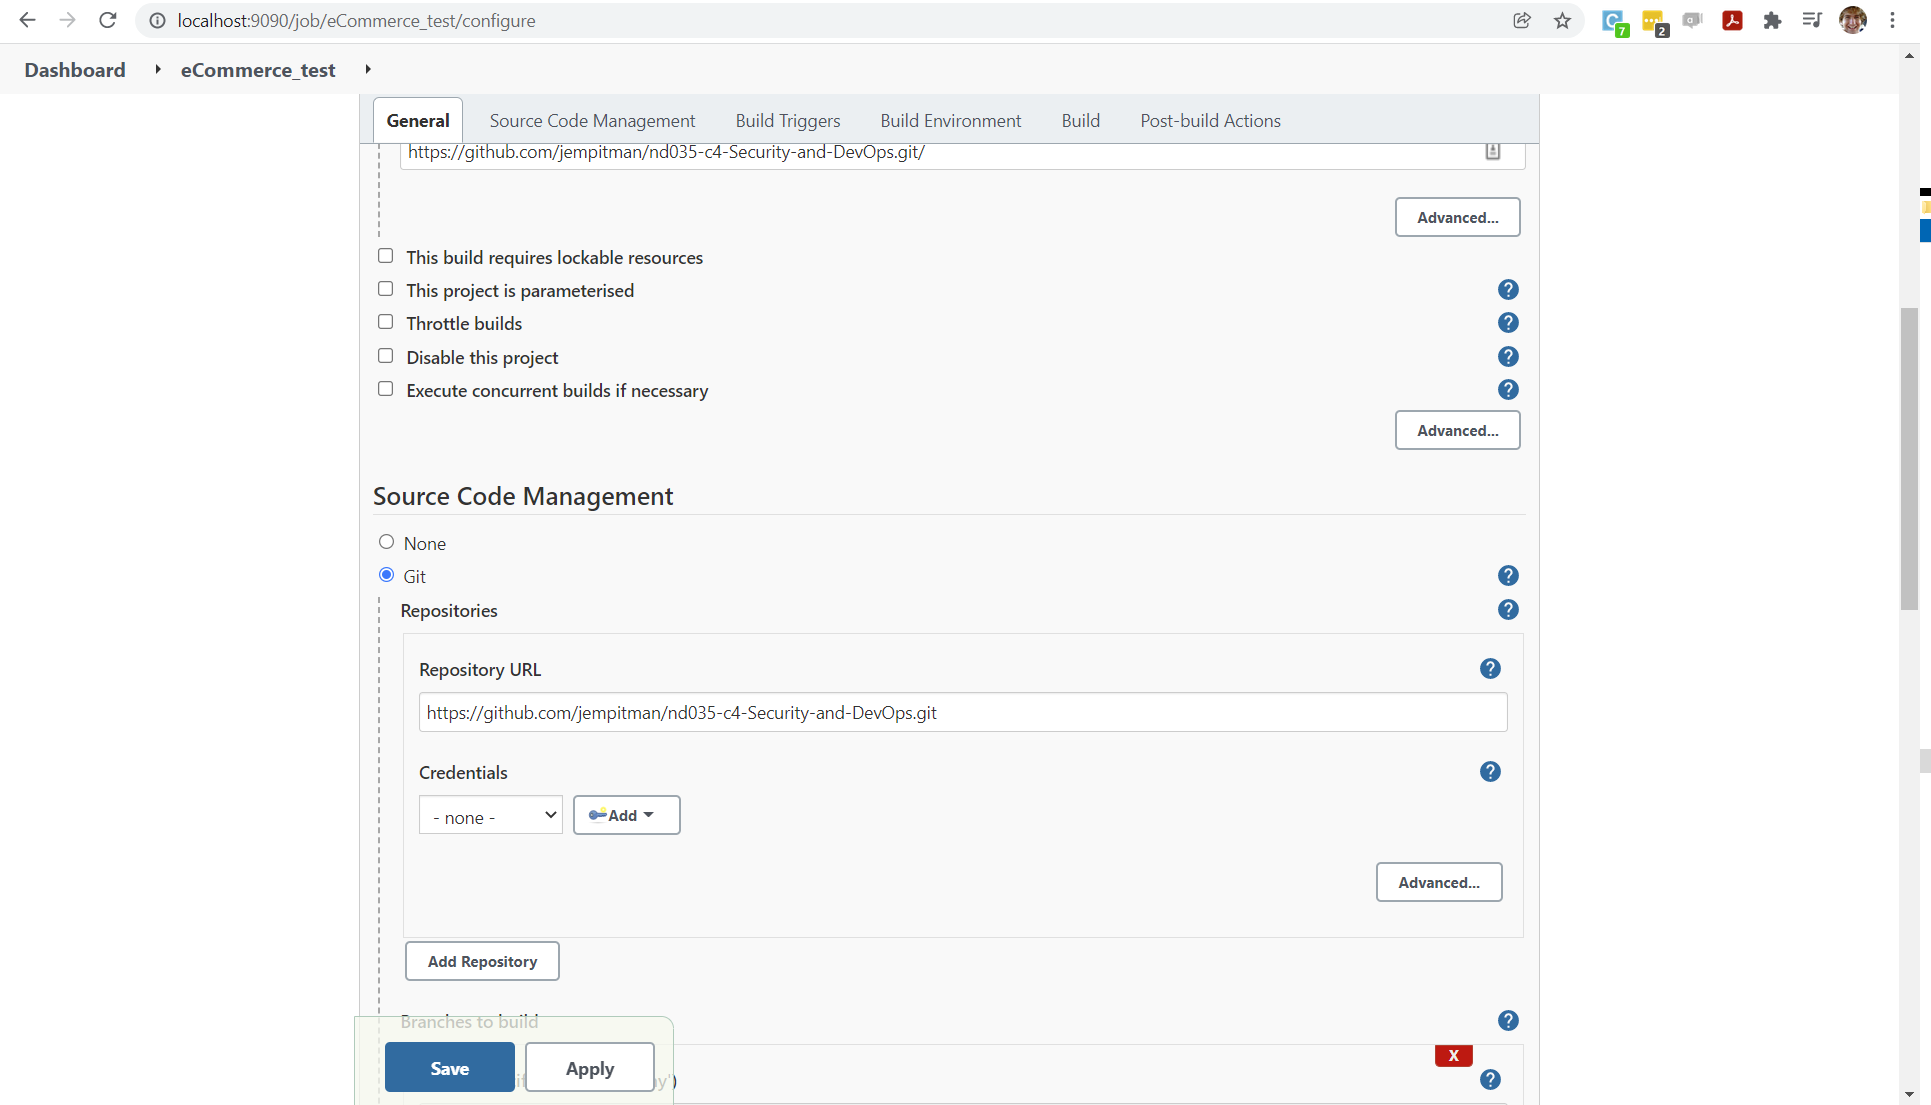 localhost:9090/job/eCommerce_test/configure
7
2
Dashboard
eCommerce_test
General
Source Code Management
Build Triggers
Build Environment
Build
Post-build Actions
https://github.com/jempitman/nd035-c4-Security-and-DevOps.git/
Advanced...
This build requires lockable resources
This project is parameterised
?
Throttle builds
?
Disable this project
?
Execute concurrent builds if necessary
?
Advanced...
Source Code Management
None
Git
?
Repositories
?
Repository URL
?
https://github.com/jempitman/nd035-c4-Security-and-DevOps.git
Credentials
?
- none -
Add
Advanced...
Add Repository
Branches to build
?
X
Save
Apply
y')
?